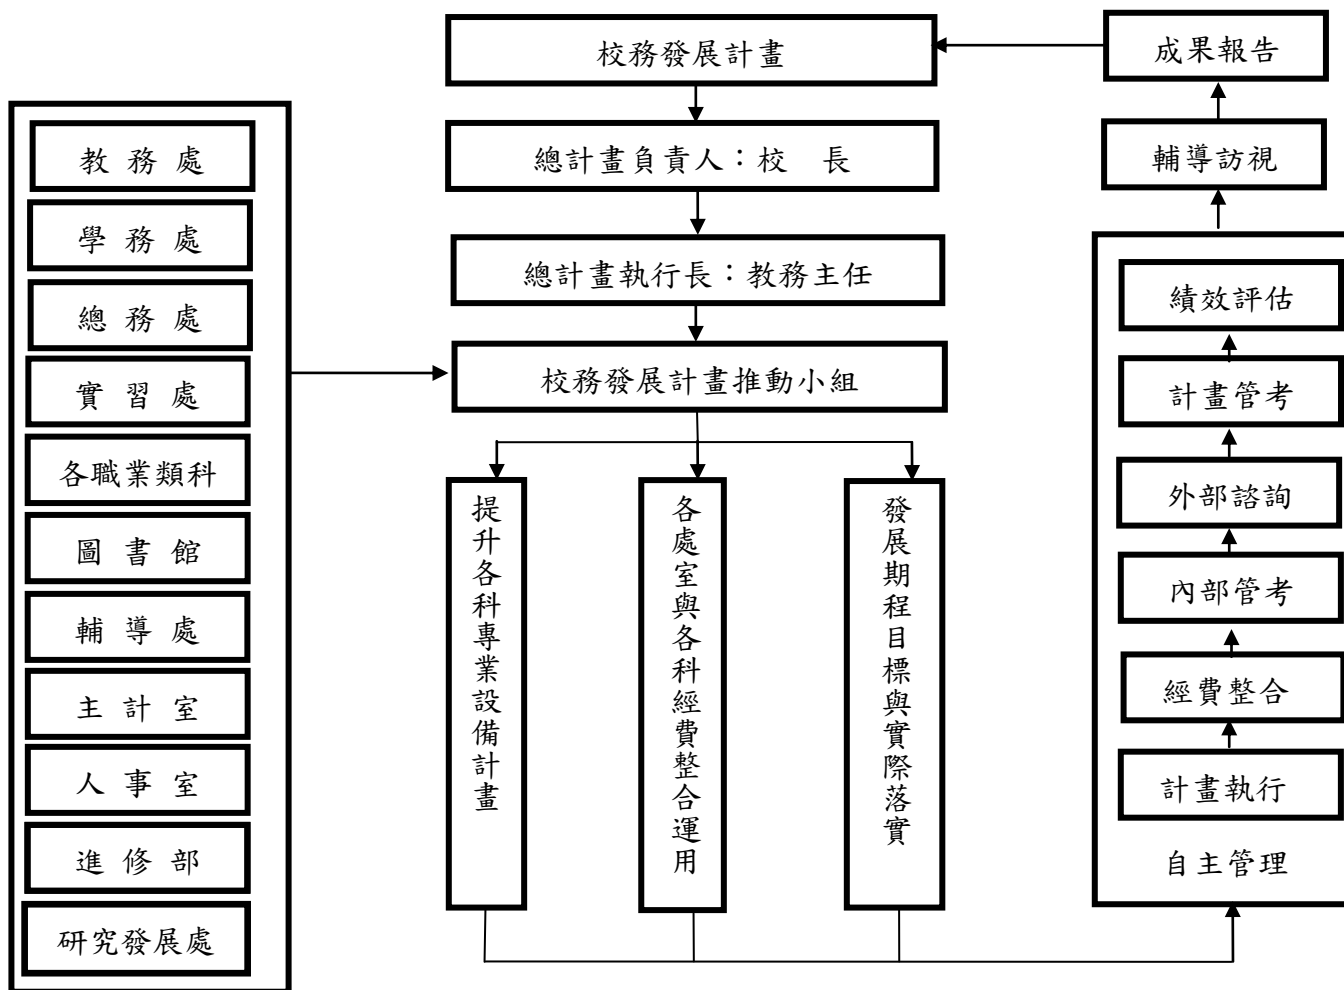 教 務 處
學 務 處
總 務 處
實 習 處
各職業類科
圖 書 館
輔 導 處
主 計 室
人 事 室
進 修 部
研究發展處
校務發展計畫
總計畫負責人：校　長
總計畫執行長：教務主任
校務發展計畫推動小組
提升各科專業設備計畫
各處室與各科經費整合運用
發展期程目標與實際落實
成果報告
輔導訪視
績效評估
計畫管考
外部諮詢
內部管考
經費整合
計畫執行
自主管理